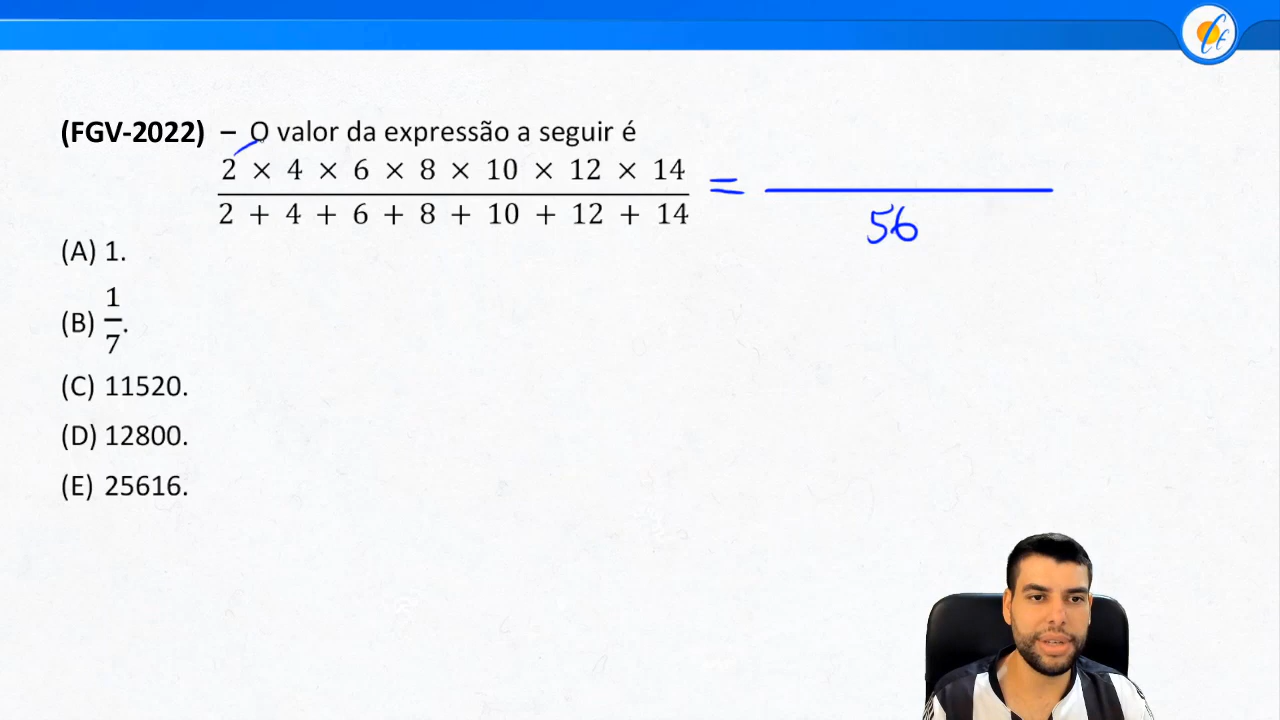 (FGV-2022) – O valor da expressão a seguir é
2 × 4 × 6 × 8 × 10 × 12 × 14
2 + 4 + 6 + 8 + 10 + 12 + 14
=
56
(A) 1.
(B) 1/7.
(C) 11520.
(D) 12800.
(E) 25616.